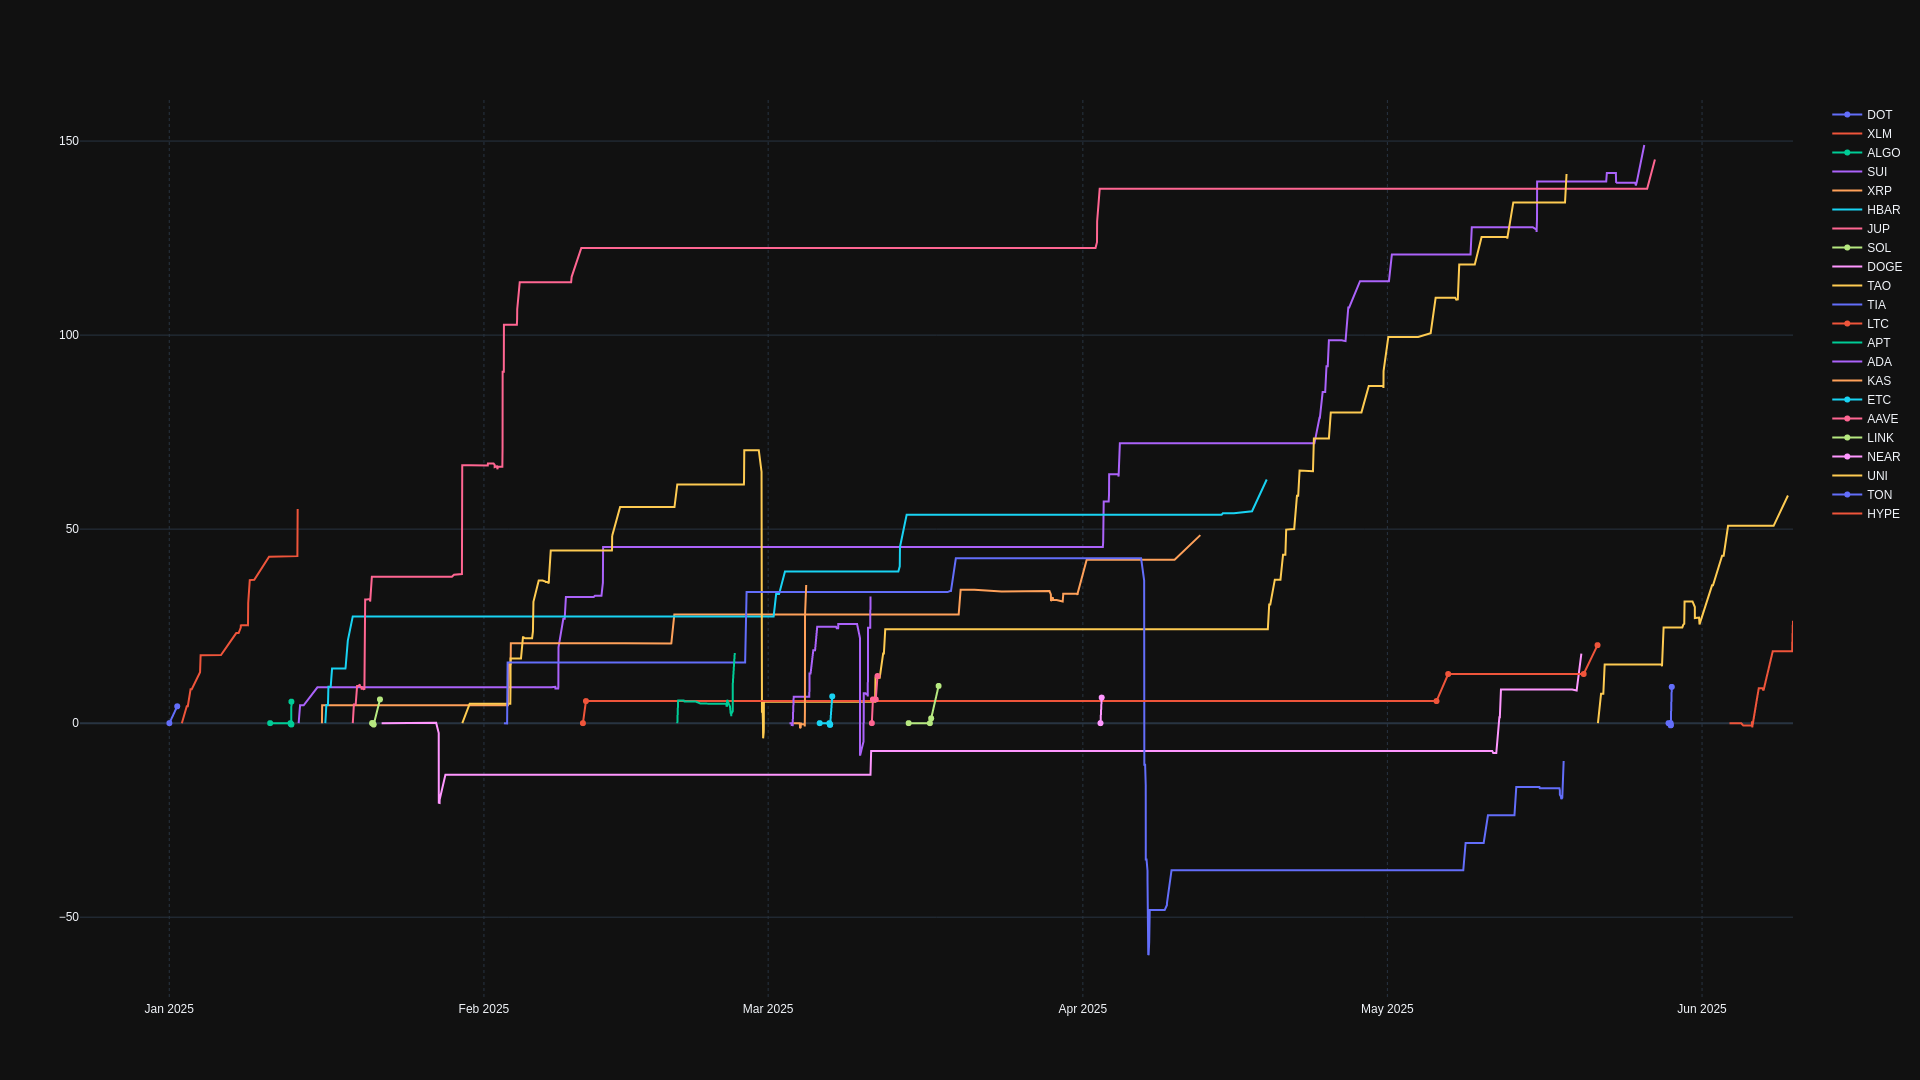 150
100
50
0
−50
Jan 2025
Feb 2025
Mar 2025
Apr 2025
May 2025
Jun 2025
DOT
XLM
ALGO
SUI
XRP
HBAR
JUP
SOL
DOGE
TAO
TIA
LTC
APT
ADA
KAS
ETC
AAVE
LINK
NEAR
UNI
TON
HYPE